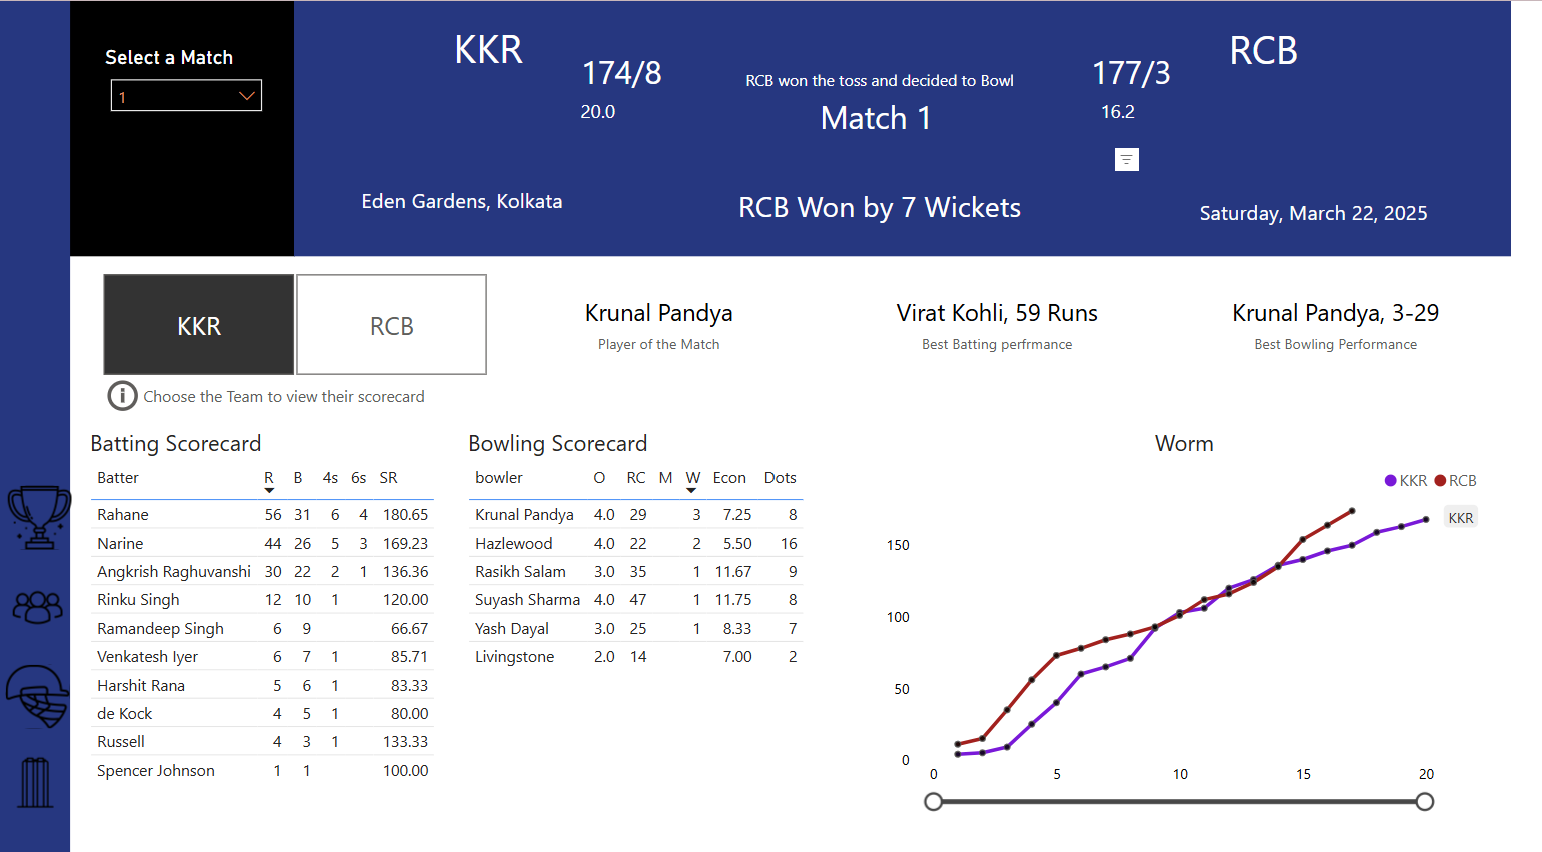 Select a Match
1
KKR
174/8
20.0
RCB won the toss and decided to Bowl
Match 1
177/3
16.2
RCB
Eden Gardens, Kolkata
RCB Won by 7 Wickets
Saturday, March 22, 2025
KKR
RCB
Choose the Team to view their scorecard
Krunal Pandya
Player of the Match
Virat Kohli, 59 Runs
Best Batting perfrmance
Krunal Pandya, 3-29
Best Bowling Performance
Batting Scorecard
Batter R B 4s 6s SR
Rahane 56 31 6 4 180.65
Narine 44 26 5 3 169.23
Angkrish Raghuvanshi 30 22 2 1 136.36
Rinku Singh 12 10 1 120.00
Ramandeep Singh 6 9 66.67
Venkatesh Iyer 6 7 1 85.71
Harshit Rana 5 6 1 83.33
de Kock 4 5 1 80.00
Russell 4 3 1 133.33
Spencer Johnson 1 1 100.00
Bowling Scorecard
bowler O RC M W Econ Dots
Krunal Pandya 4.0 29 3 7.25 8
Hazlewood 4.0 22 2 5.50 16
Rasikh Salam 3.0 35 1 11.67 9
Suyash Sharma 4.0 47 1 11.75 8
Yash Dayal 3.0 25 1 8.33 7
Livingstone 2.0 14 7.00 2
Worm
KKR RCB
KKR
150
100
50
0
0 5 10 15 20